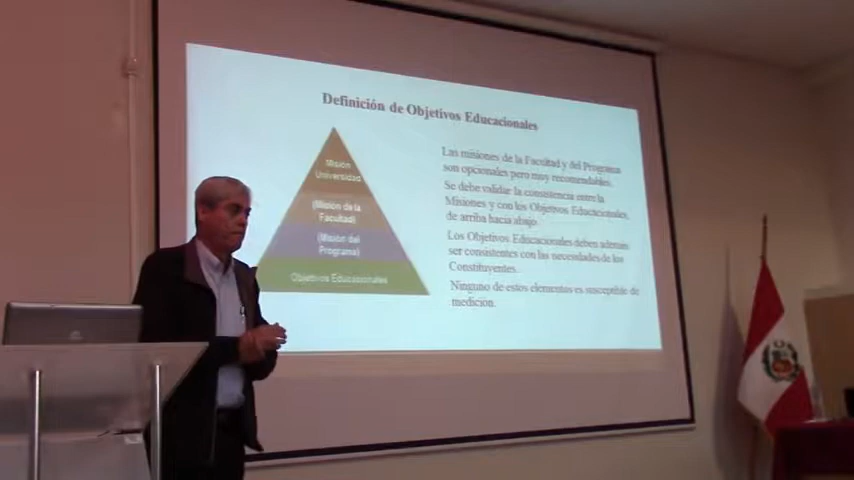 Definición de Objetivos Educacionales
Misión
Universidad
(Misión de la
Facultad)
(Misión del
Programa)
Objetivos Educacionales
Las misiones de la Facultad y del Programa
son opcionales pero muy recomendables.
Se debe validar la consistencia entre la
Misiones y con los Objetivos Educacionales,
de arriba hacia abajo.
Los Objetivos Educacionales deben además
ser consistentes con las necesidades de los
Constituyentes.
Ninguno de estos elementos es susceptible de
medición.